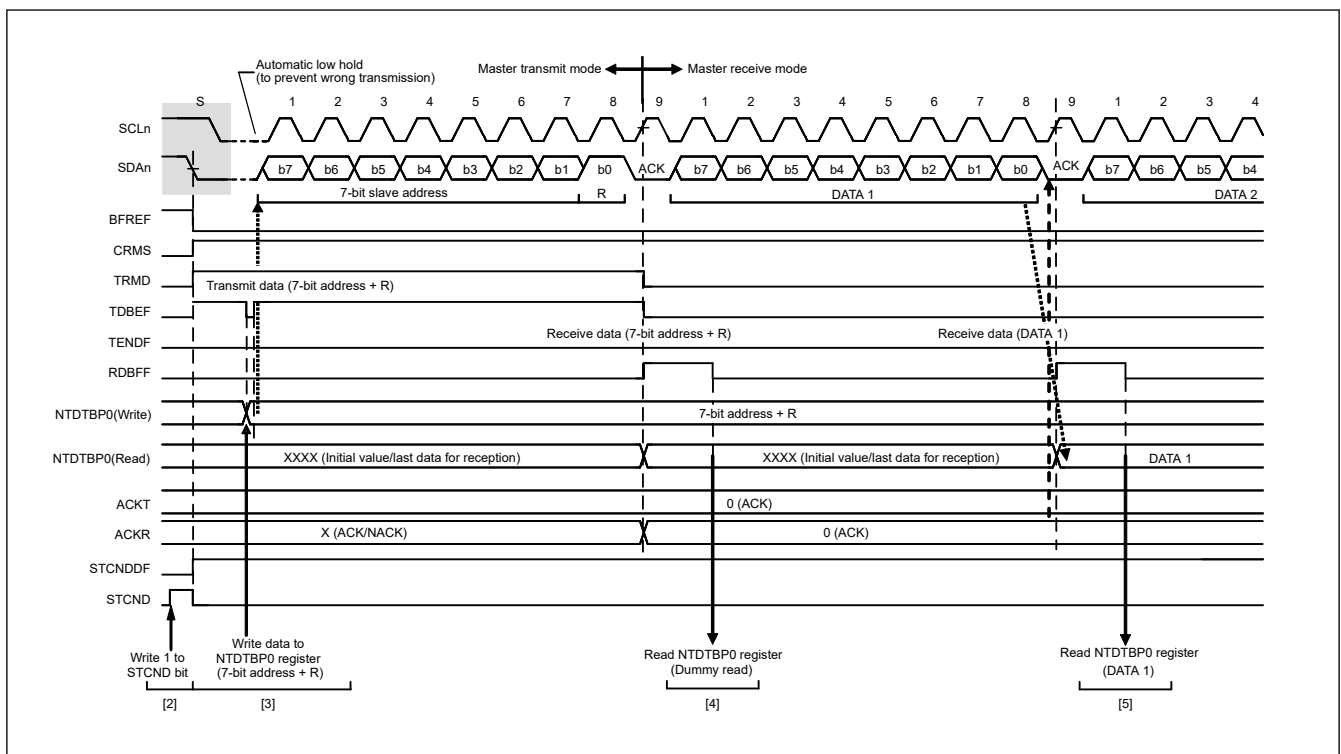 Automatic low hold
(to prevent wrong transmission)
Master transmit mode
Master receive mode
S 1 2 3 4 5 6 7 8 9 1 2 3 4 5 6 7 8 9 1 2 3 4
SCLn
SDAn b7 b6 b5 b4 b3 b2 b1 b0 ACK b7 b6 b5 b4 b3 b2 b1 b0 ACK b7 b6 b5 b4
7-bit slave address R DATA 1 DATA 2
BFREF
CRMS
TRMD Transmit data (7-bit address + R)
TDBEF
TENDF Receive data (7-bit address + R) Receive data (DATA 1)
RDBFF
NTDTBP0(Write) 7-bit address + R
NTDTBP0(Read) XXXX (Initial value/last data for reception) XXXX (Initial value/last data for reception) DATA 1
ACKT 0 (ACK)
ACKR X (ACK/NACK) 0 (ACK)
STCNDDF
STCND
Write 1 to
STCND bit
Write data to
NTDTBP0 register
(7-bit address + R)
Read NTDTBP0 register
(Dummy read)
Read NTDTBP0 register
(DATA 1)
[2] [3] [4] [5]